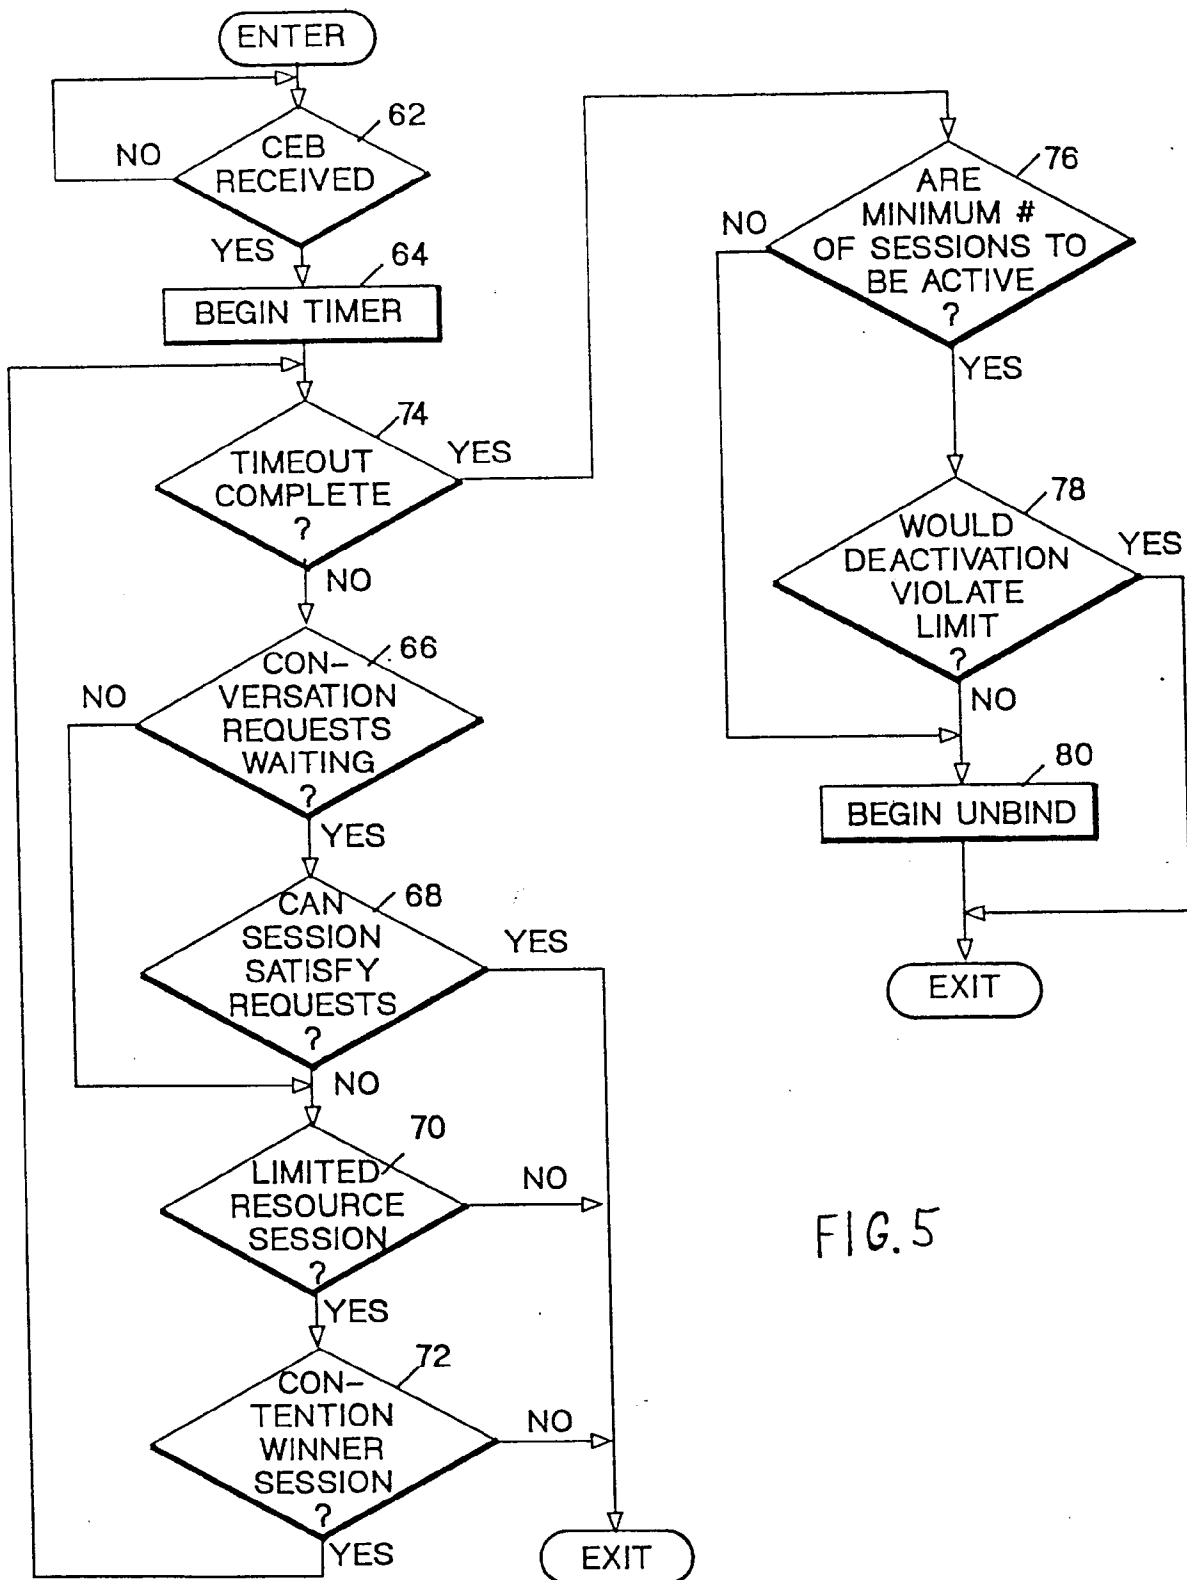 ENTER
62
CEB
RECEIVED
NO
YES
64
BEGIN TIMER
74
TIMEOUT
COMPLETE
?
YES
NO
66
CON-
VERSATION
REQUESTS
WAITING
?
NO
YES
68
CAN
SESSION
SATISFY
REQUESTS
?
YES
NO
70
LIMITED
RESOURCE
SESSION
?
NO
YES
72
CON-
TENTION
WINNER
SESSION
?
NO
YES
EXIT
76
ARE
MINIMUM #
OF SESSIONS TO
BE ACTIVE
?
NO
YES
78
WOULD
DEACTIVATION
VIOLATE
LIMIT
?
YES
NO
80
BEGIN UNBIND
EXIT
FIG.5